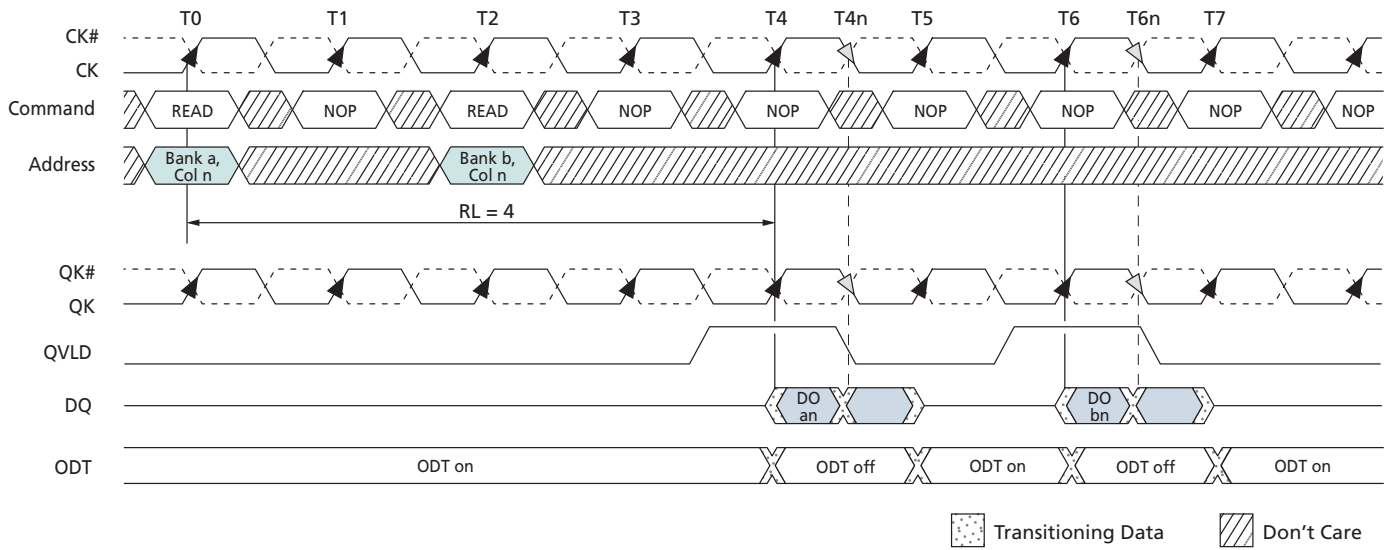 T0 T1 T2 T3 T4 T4n T5 T6 T6n T7
CK#
CK
Command READ NOP READ NOP NOP NOP NOP NOP NOP
Address Bank a, Col n Bank b, Col n
RL = 4
QK#
QK
QVLD
DQ DO an DO bn
ODT ODT on ODT off ODT on ODT off ODT on
Transitioning Data Don't Care